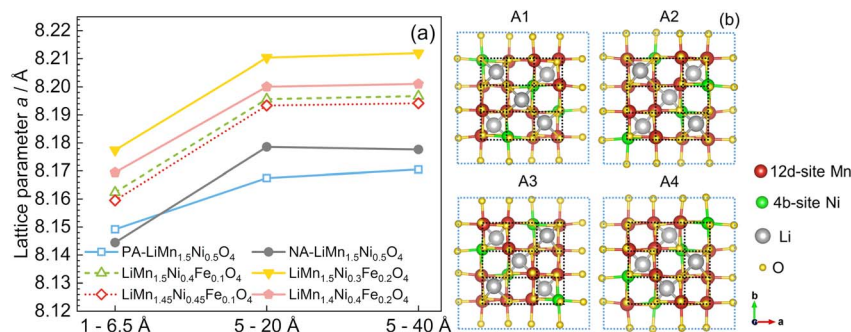 (a)
Lattice parameter a / Å
8.22
8.21
8.20
8.19
8.18
8.17
8.16
8.15
8.14
8.13
8.12
PA-LiMn₁.₅Ni₀.₅O₄
NA-LiMn₁.₅Ni₀.₅O₄
LiMn₁.₅Ni₀.₄Fe₀.₁O₄
LiMn₁.₅Ni₀.₃Fe₀.₂O₄
LiMn₁.₄₅Ni₀.₄₅Fe₀.₁O₄
LiMn₁.₄Ni₀.₄Fe₀.₂O₄
1 - 6.5 Å
5 - 20 Å
5 - 40 Å
A1
A2
(b)
A3
A4
12d-site Mn
4b-site Ni
Li
O
b
a